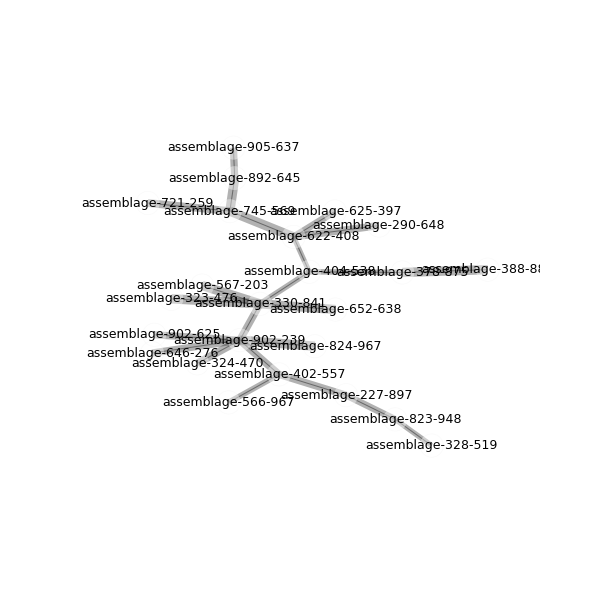 assemblage-905-637
assemblage-892-645
assemblage-721-259
assemblage-745-569
assemblage-625-397
assemblage-290-648
assemblage-622-408
assemblage-404-538
assemblage-378-875
assemblage-388-88
assemblage-567-203
assemblage-323-476
assemblage-330-841
assemblage-652-638
assemblage-902-625
assemblage-902-239
assemblage-824-967
assemblage-646-276
assemblage-324-470
assemblage-402-557
assemblage-227-897
assemblage-566-967
assemblage-823-948
assemblage-328-519